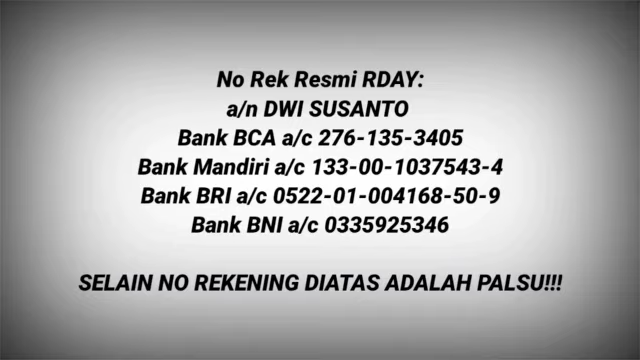 No Rek Resmi RDAY:
a/n DWI SUSANTO
Bank BCA a/c 276-135-3405
Bank Mandiri a/c 133-00-1037543-4
Bank BRI a/c 0522-01-004168-50-9
Bank BNI a/c 0335925346
SELAIN NO REKENING DIATAS ADALAH PALSU!!!